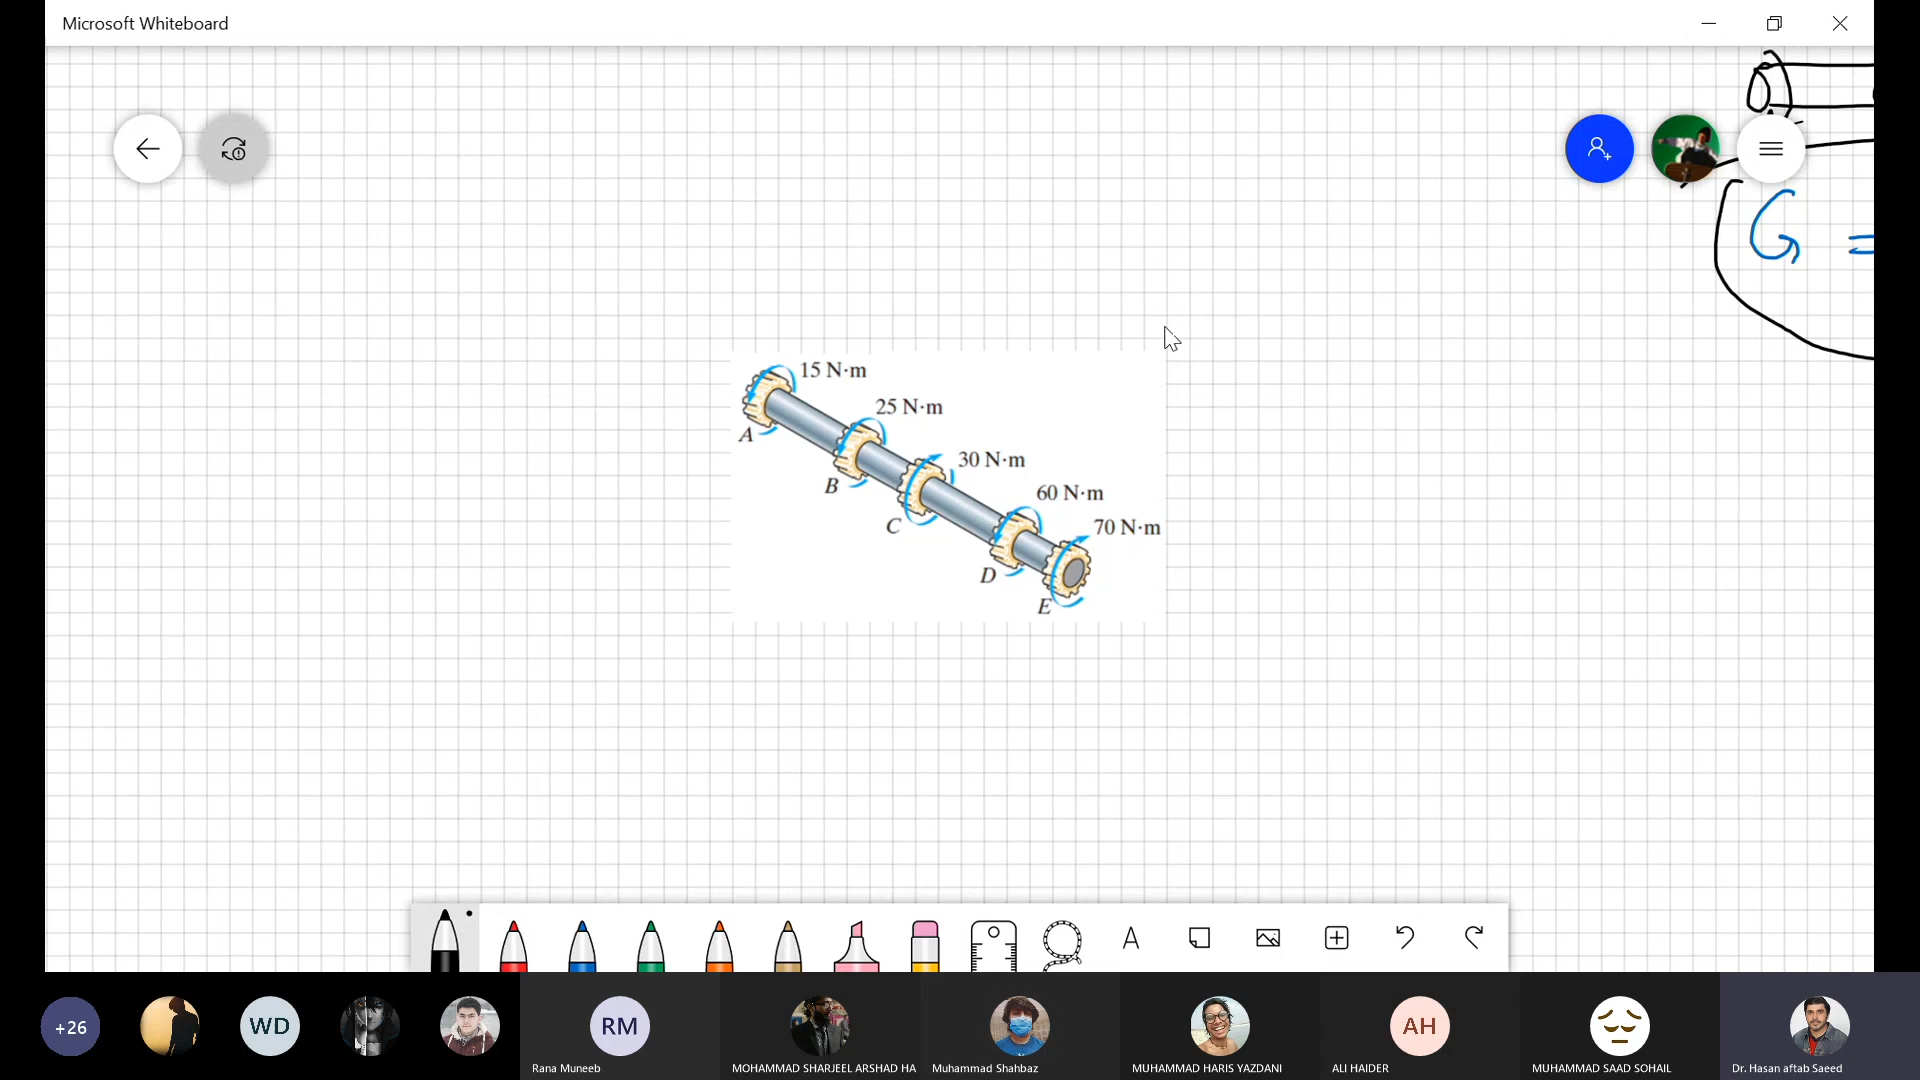 Microsoft Whiteboard
G =
15 N·m
25 N·m
A
30 N·m
B
60 N·m
C
70 N·m
D
E
A
+26
WD
RM
AH
Rana Muneeb
MOHAMMAD SHARJEEL ARSHAD HA
Muhammad Shahbaz
MUHAMMAD HARIS YAZDANI
ALI HAIDER
MUHAMMAD SAAD SOHAIL
Dr. Hasan aftab Saeed